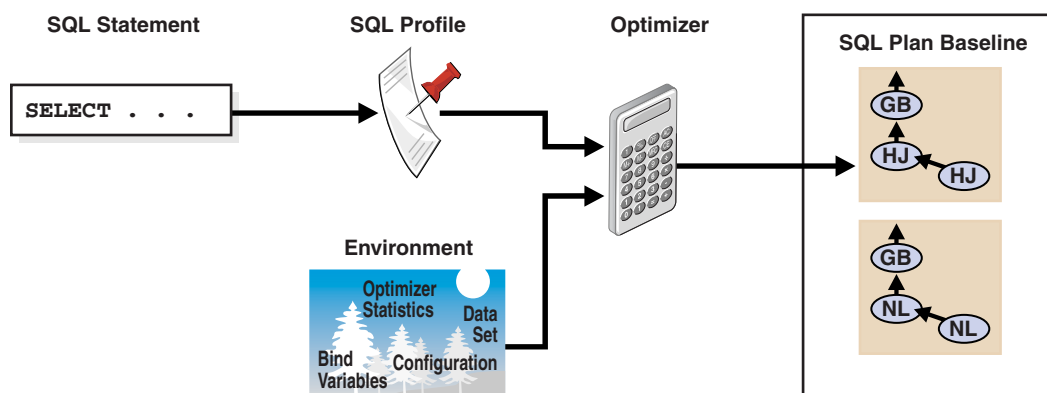 SQL Statement
SQL Profile
Optimizer
SQL Plan Baseline
SELECT . . .
GB
HJ
HJ
Environment
Optimizer
Statistics
Data
Set
Bind
Variables
Configuration
GB
NL
NL